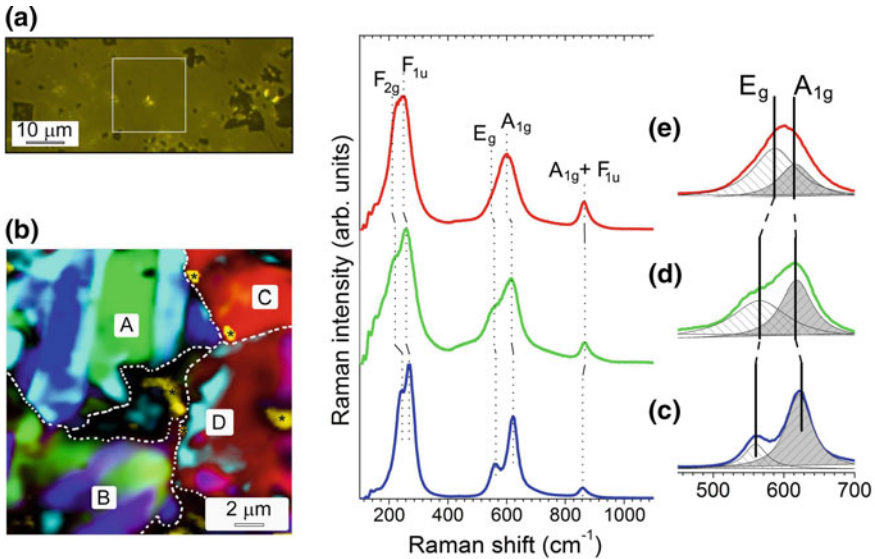 (a)
10 μm
(b)
A
C
D
B
2 μm
F2g
F1u
Eg
A1g
A1g + F1u
Raman intensity (arb. units)
100 200 400 600 800 1000
Raman shift (cm-1)
Eg
A1g
(e)
(d)
(c)
500 600 700